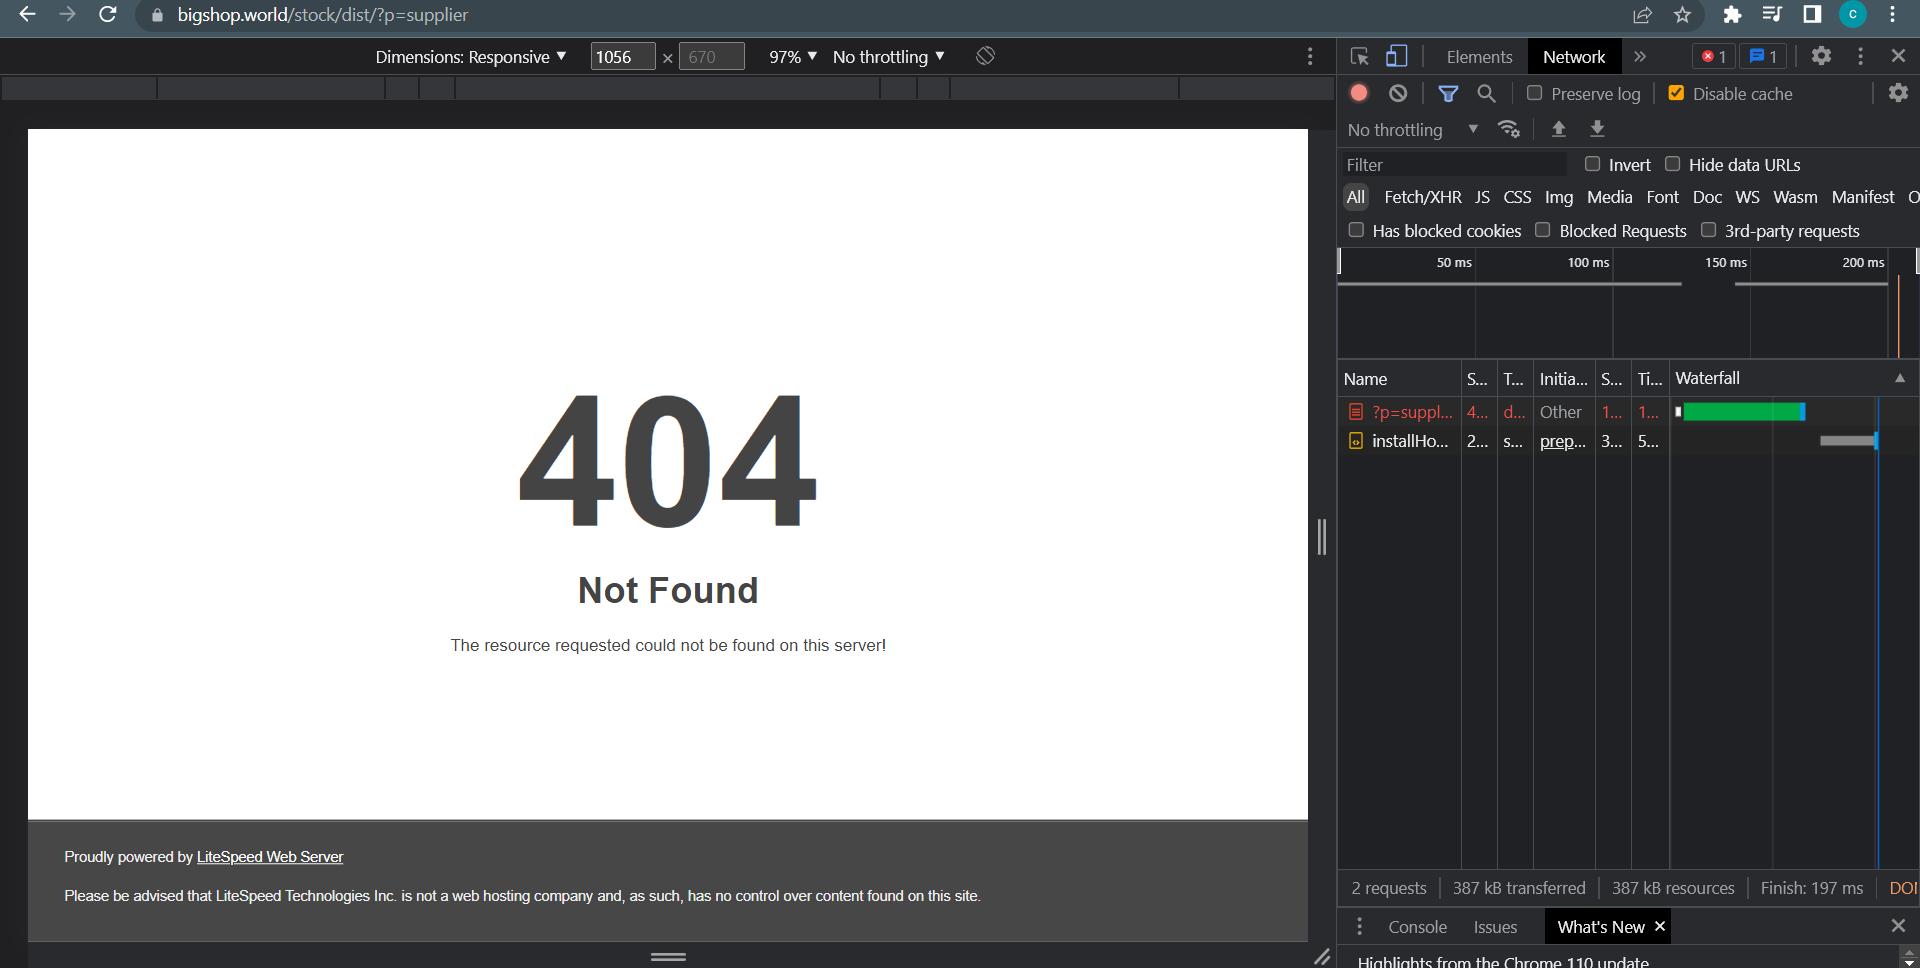 bigshop.world/stock/dist/?p=supplier
c
Dimensions: Responsive ▼ 1056 × 670 97% ▼ No throttling ▼
404
Not Found
The resource requested could not be found on this server!
Proudly powered by LiteSpeed Web Server
Please be advised that LiteSpeed Technologies Inc. is not a web hosting company and, as such, has no control over content found on this site.
Elements Network » 1 1
Preserve log Disable cache
No throttling ▼
Filter Invert Hide data URLs
All Fetch/XHR JS CSS Img Media Font Doc WS Wasm Manifest O
Has blocked cookies Blocked Requests 3rd-party requests
50 ms 100 ms 150 ms 200 ms
Name S... T... Initia... S... Ti... Waterfall
?p=suppl... 4... d... Other 1... 1...
installHo... 2... s... prep... 3... 5...
2 requests 387 kB transferred 387 kB resources Finish: 197 ms DOI
Console Issues What's New
Highlights from the Chrome 110 update